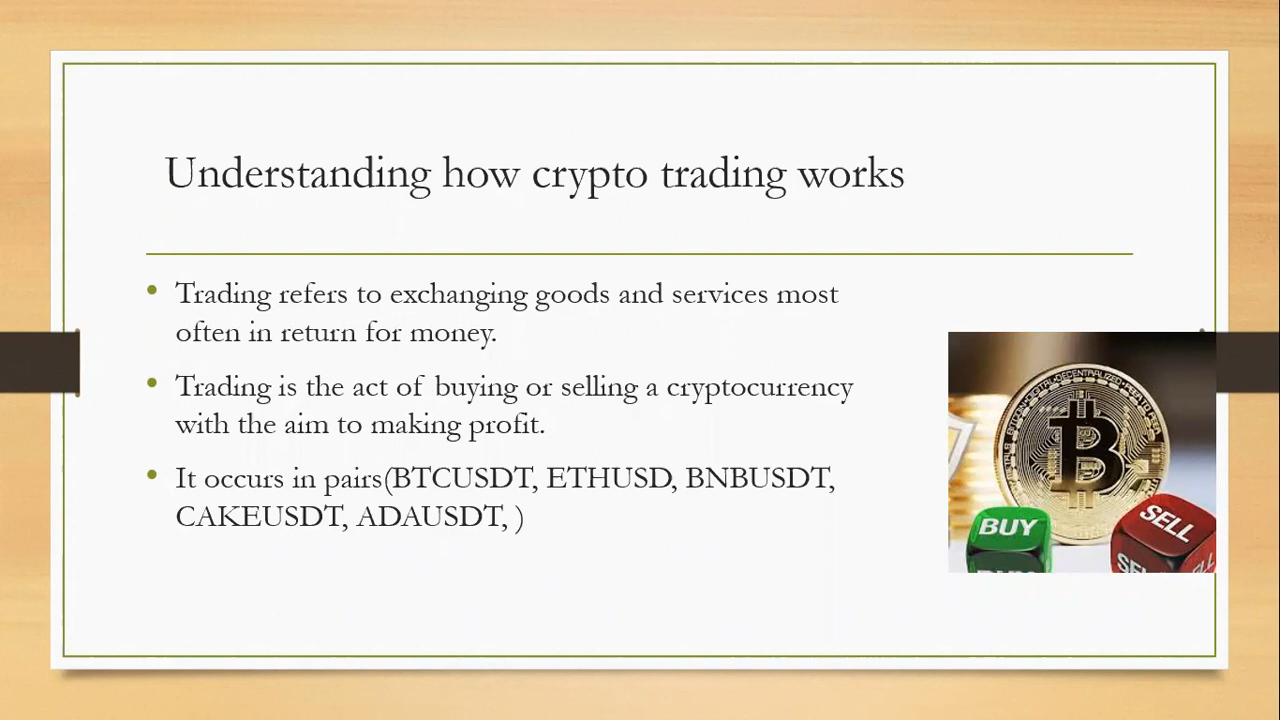 Understanding how crypto trading works
• Trading refers to exchanging goods and services most
often in return for money.
• Trading is the act of buying or selling a cryptocurrency
with the aim to making profit.
• It occurs in pairs(BTCUSDT, ETHUSD, BNBUSDT,
CAKEUSDT, ADAUSDT, )
BUY
SELL